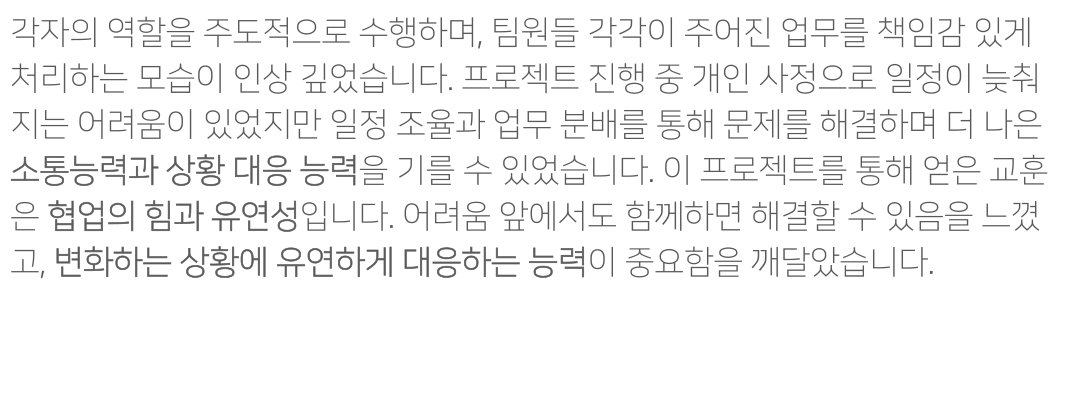 각자의 역할을 주도적으로 수행하며, 팀원들 각각이 주어진 업무를 책임감 있게
처리하는 모습이 인상 깊었습니다. 프로젝트 진행 중 개인 사정으로 일정이 늦춰
지는 어려움이 있었지만 일정 조율과 업무 분배를 통해 문제를 해결하며 더 나은
소통능력과 상황 대응 능력을 기를 수 있었습니다. 이 프로젝트를 통해 얻은 교훈
은 협업의 힘과 유연성입니다. 어려움 앞에서도 함께하면 해결할 수 있음을 느꼈
고, 변화하는 상황에 유연하게 대응하는 능력이 중요함을 깨달았습니다.